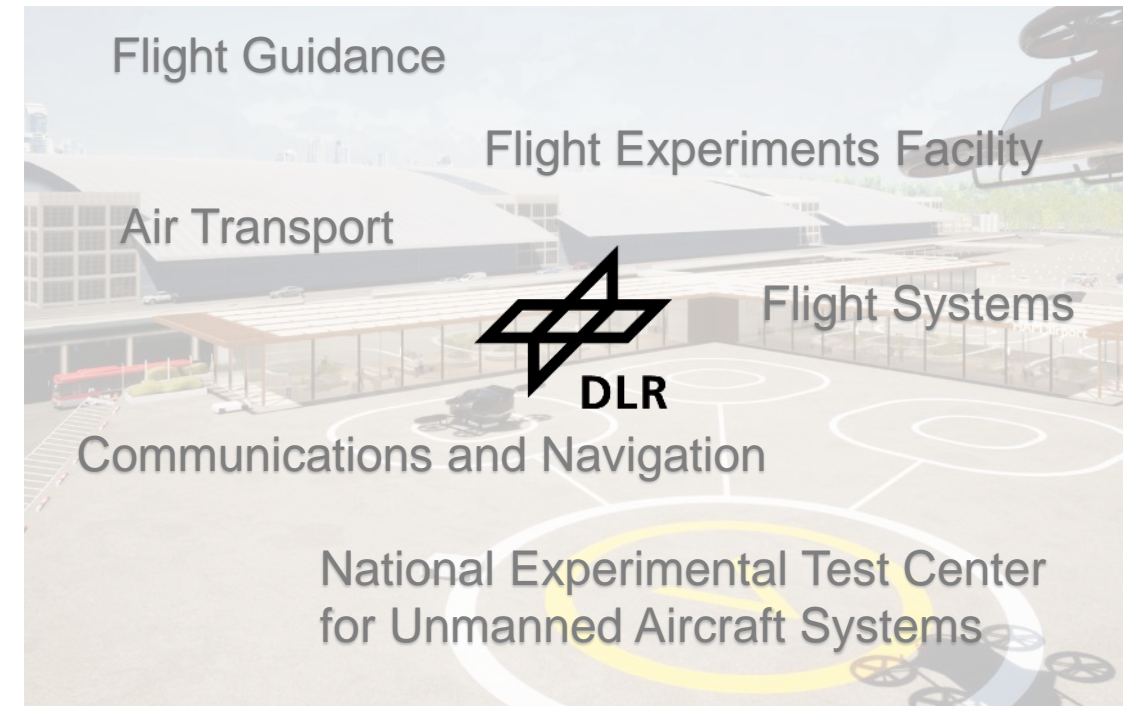 Flight Guidance
Flight Experiments Facility
Air Transport
Flight Systems
DLR
Communications and Navigation
National Experimental Test Center
for Unmanned Aircraft Systems